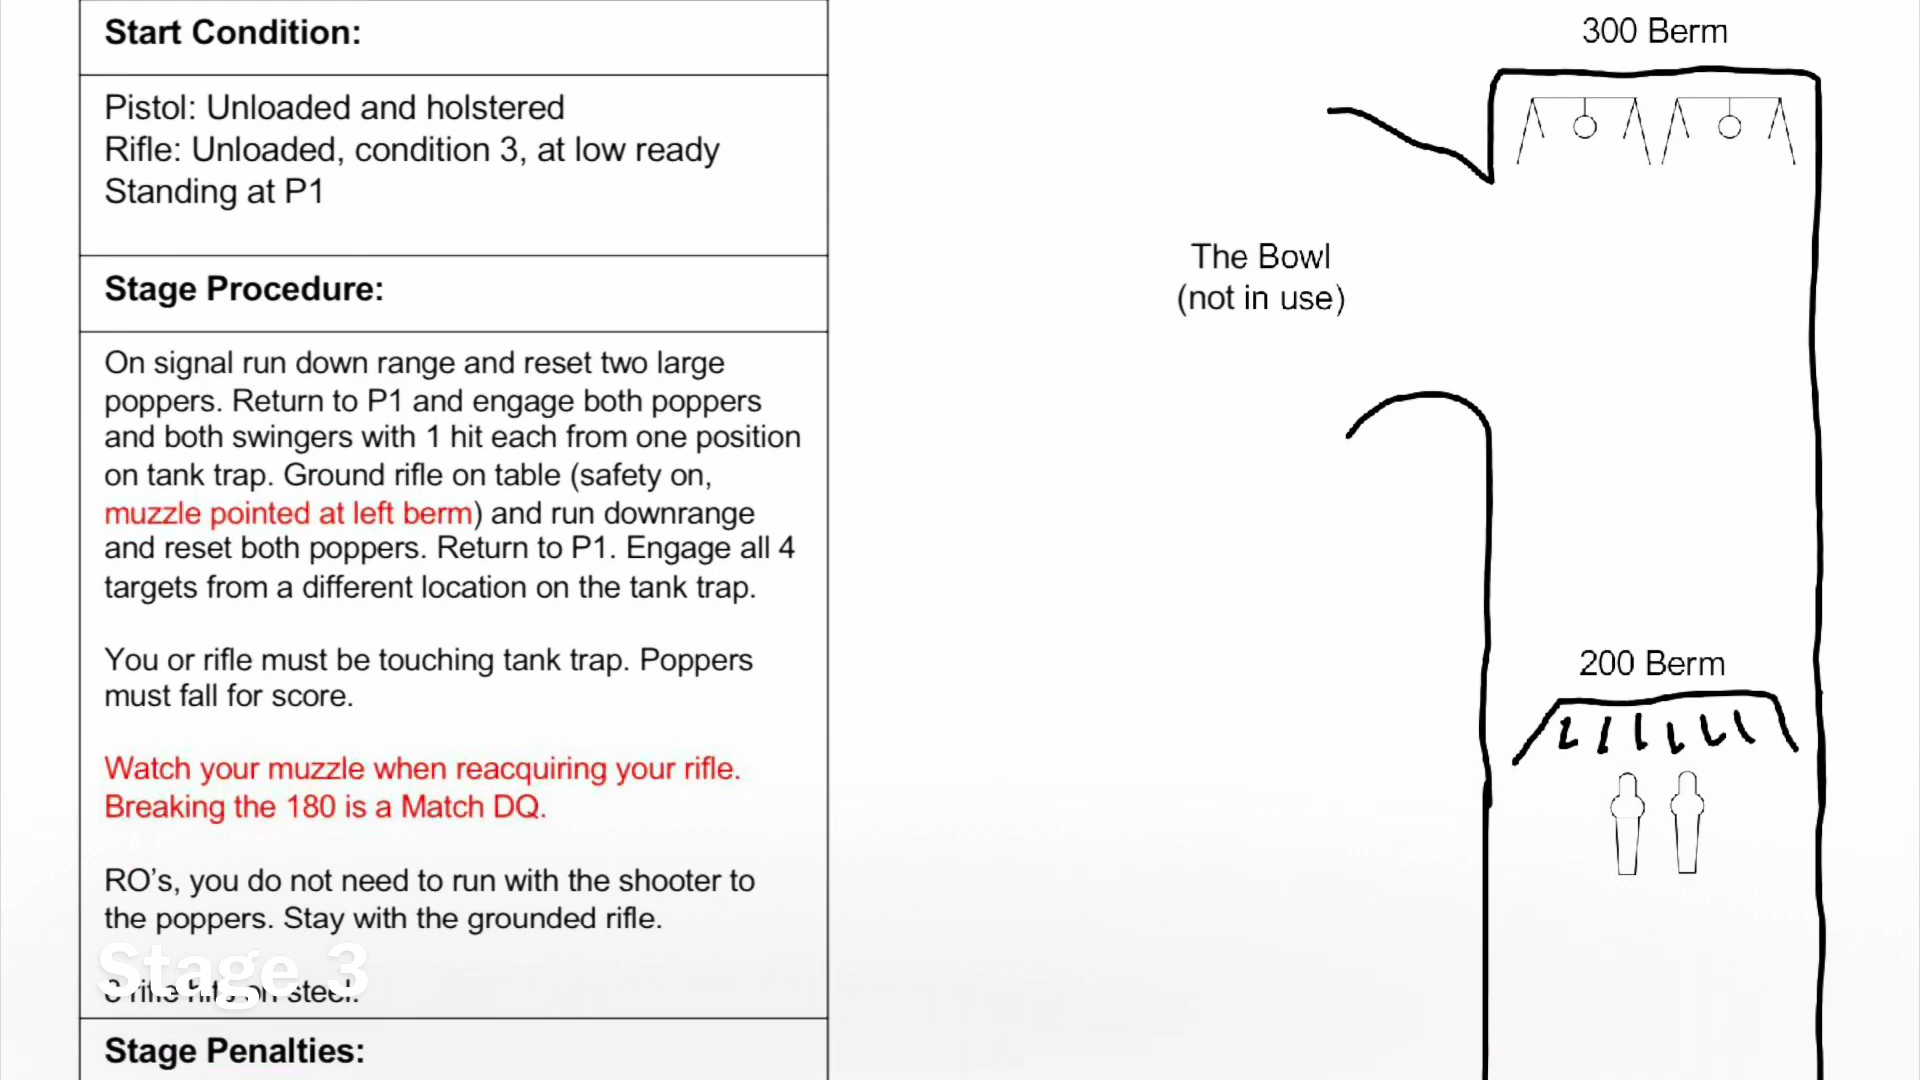 Start Condition:
Pistol: Unloaded and holstered
Rifle: Unloaded, condition 3, at low ready
Standing at P1
Stage Procedure:
On signal run down range and reset two large
poppers. Return to P1 and engage both poppers
and both swingers with 1 hit each from one position
on tank trap. Ground rifle on table (safety on,
muzzle pointed at left berm) and run downrange
and reset both poppers. Return to P1. Engage all 4
targets from a different location on the tank trap.
You or rifle must be touching tank trap. Poppers
must fall for score.
Watch your muzzle when reacquiring your rifle.
Breaking the 180 is a Match DQ.
RO's, you do not need to run with the shooter to
the poppers. Stay with the grounded rifle.
Stage 3
rifle hits on steel.
Stage Penalties:
300 Berm
The Bowl
(not in use)
200 Berm